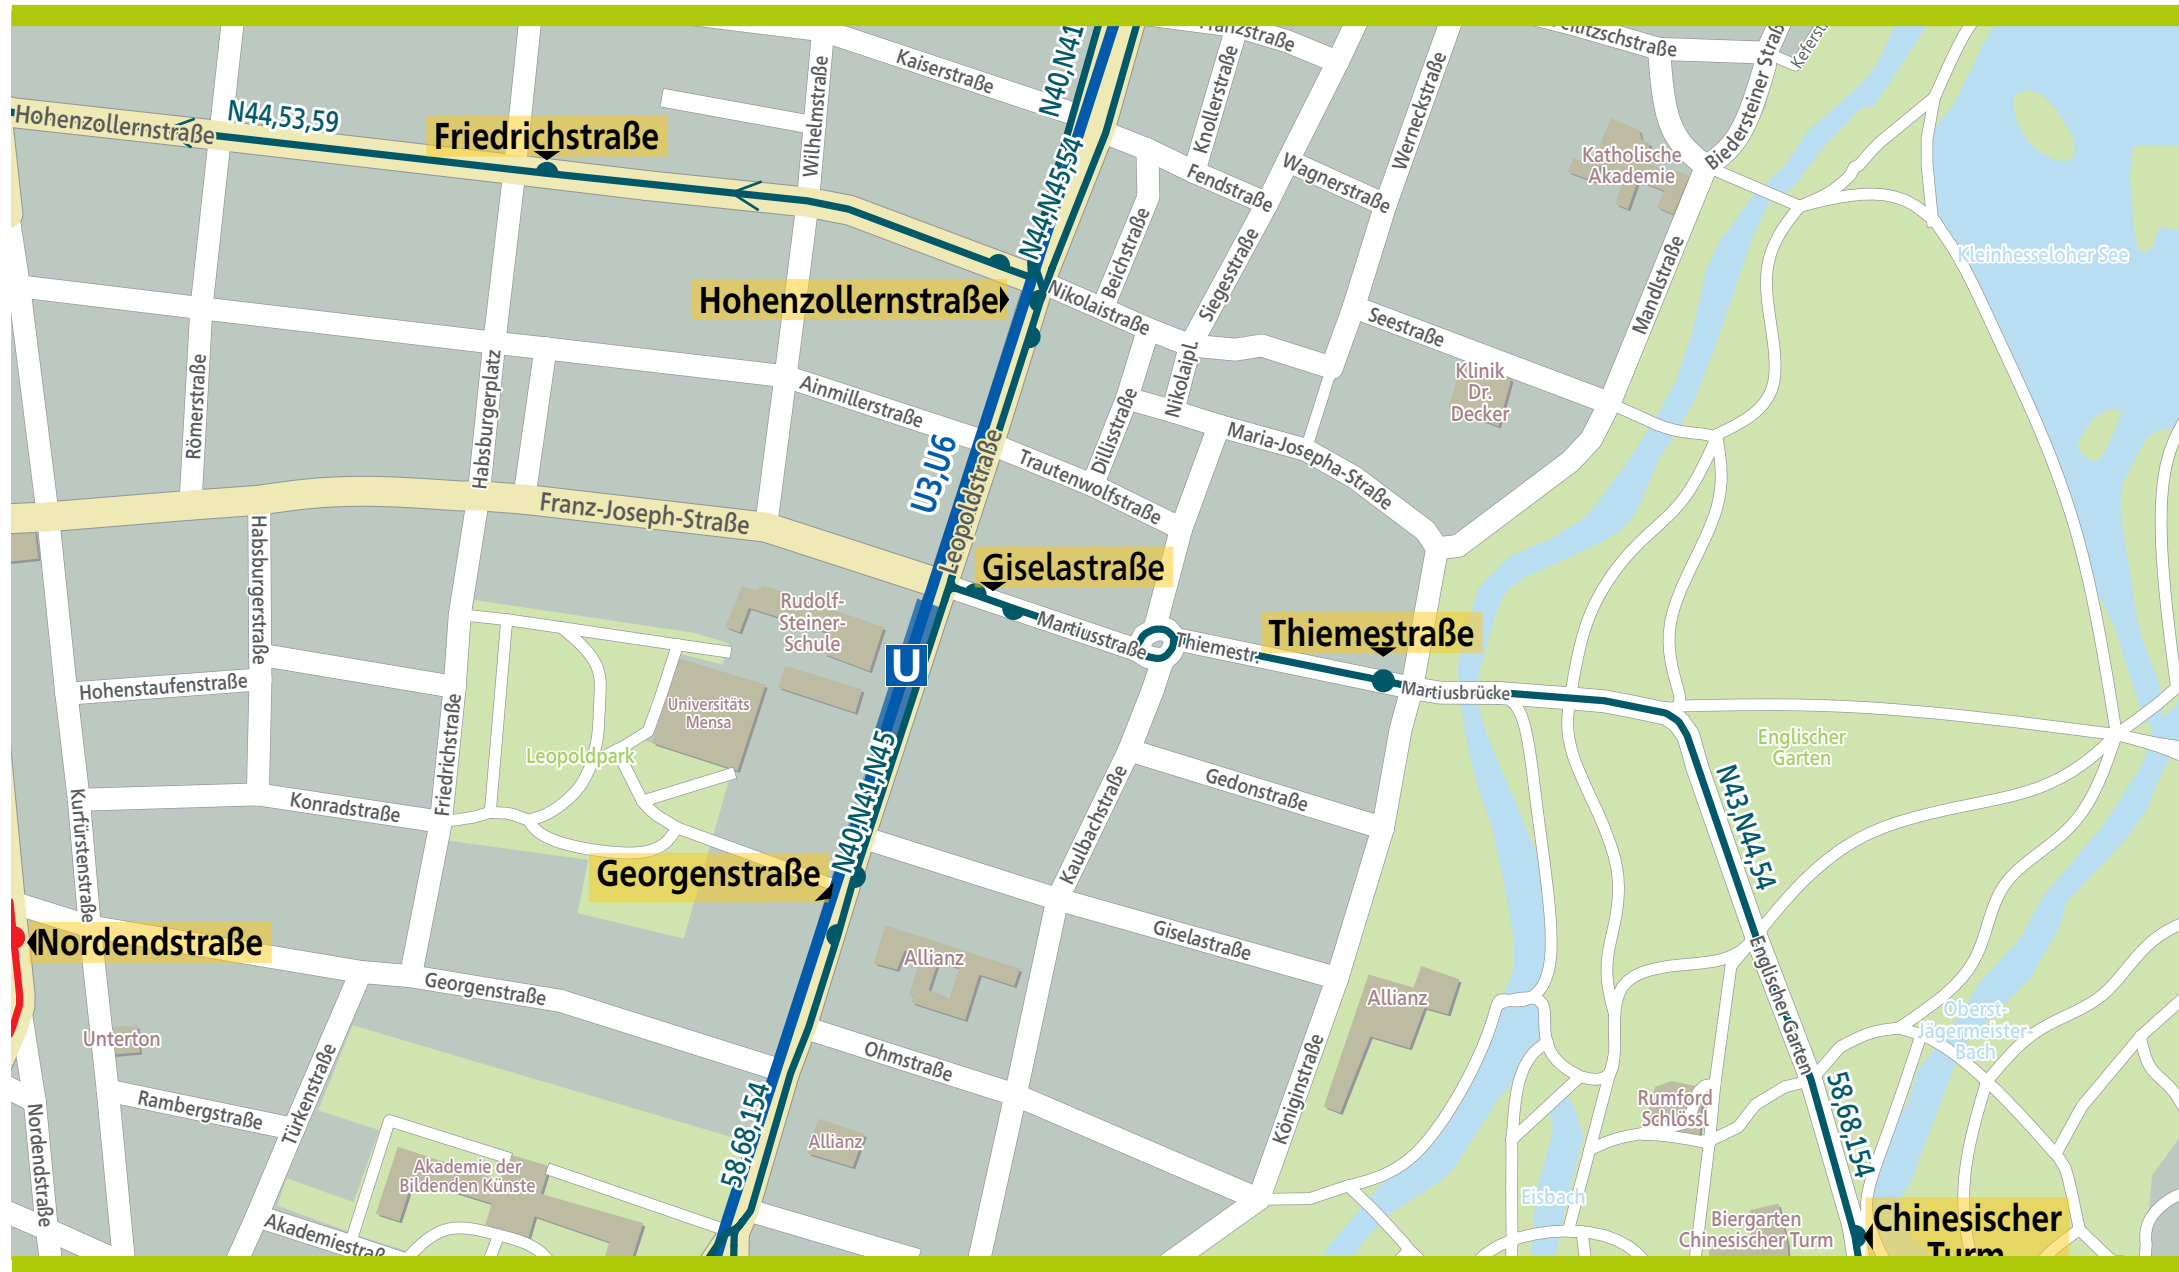 Hohenzollernstraße
N44,53,59
Friedrichstraße
Wilhelmstraße
Kaiserstraße
N40,N41
N44,N45,54
Knollerstraße
Werneckstraße
Biedersteiner Straß
Katholische
Akademie
Wagnerstraße
Fendstraße
Beichstraße
Siegesstraße
Mandlstraße
Kleinhesseloher See
Hohenzollernstraße
Nikolaistraße
Nikolaipl.
Seestraße
Klinik
Dr.
Decker
Römerstraße
Habsburgerplatz
Ainmillerstraße
U3,U6
Leopoldstraße
Dillisstraße
Trautenwolfstraße
Maria-Josepha-Straße
Franz-Joseph-Straße
Habsburgerstraße
Giselastraße
Rudolf-
Steiner-
Schule
U
Martiusstraße
Thiemestr.
Thiemestraße
Martiusbrücke
Hohenstaufenstraße
Universitäts
Mensa
Friedrichstraße
Leopoldpark
Englischer
Garten
N43,N44,54
Konradstraße
Kurfürstenstraße
N40,N41,N45
Gedonstraße
Kaulbachstraße
Georgenstraße
Nordendstraße
Giselastraße
Allianz
Georgenstraße
Allianz
Englischer Garten
Oberst-
Jägermeister-
Bach
Unterton
Ohmstraße
Türkenstraße
Rambergstraße
Königinstraße
Rumford
Schlössl
58,68,154
58,68,154
Nordendstraße
Allianz
Akademie der
Bildenden Künste
Akademiestraß
Eisbach
Biergarten
Chinesischer Turm
Chinesischer
Turm